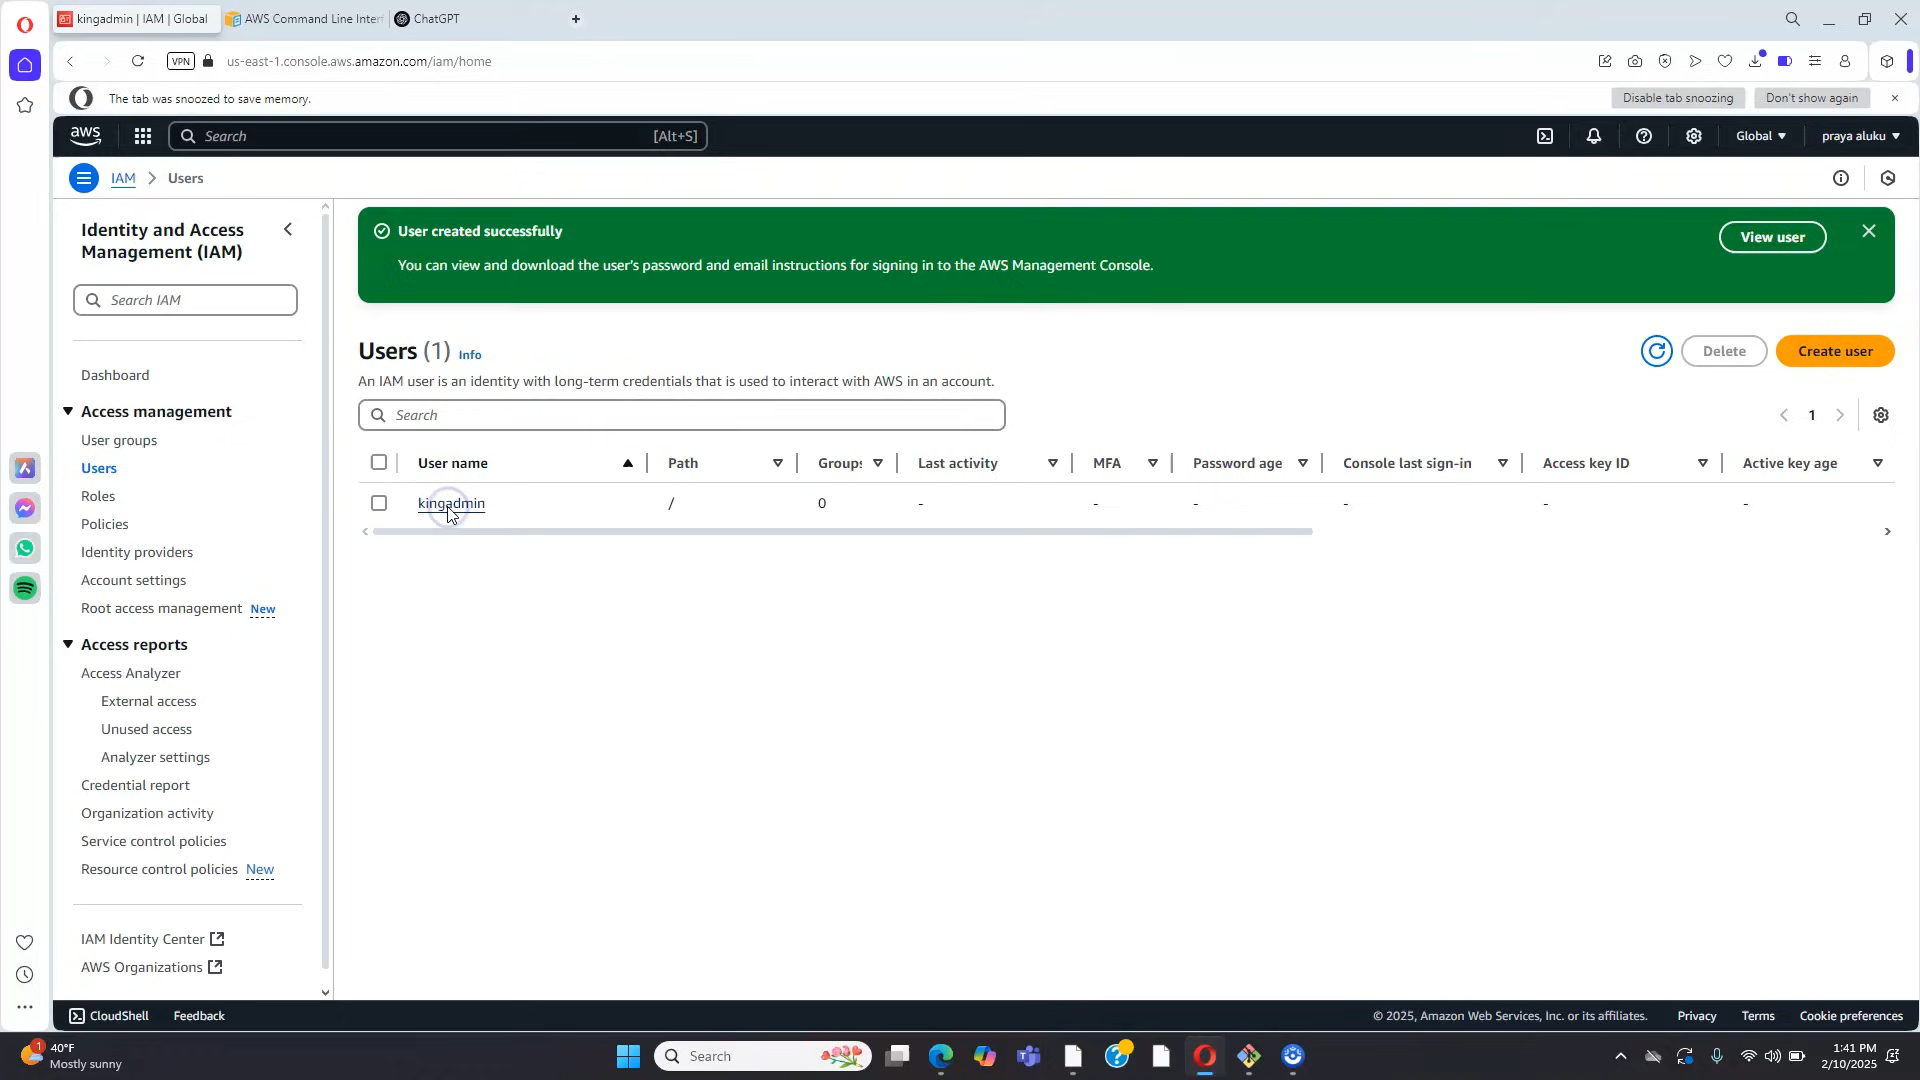 kingadmin | IAM | Global
AWS Command Line Inter
ChatGPT
VPN
us-east-1.console.aws.amazon.com/iam/home
The tab was snoozed to save memory.
Disable tab snoozing
Don't show again
aws
Search
[Alt+S]
Global
praya aluku
IAM
Users
Identity and Access
Management (IAM)
Search IAM
Dashboard
Access management
User groups
Users
Roles
Policies
Identity providers
Account settings
Root access management New
Access reports
Access Analyzer
External access
Unused access
Analyzer settings
Credential report
Organization activity
Service control policies
Resource control policies New
IAM Identity Center
AWS Organizations
User created successfully
You can view and download the user's password and email instructions for signing in to the AWS Management Console.
View user
Users (1) Info
An IAM user is an identity with long-term credentials that is used to interact with AWS in an account.
Delete
Create user
Search
1
User name Path Groups Last activity MFA Password age Console last sign-in Access key ID Active key age
kingadmin / 0 - - - - - -
CloudShell
Feedback
© 2025, Amazon Web Services, Inc. or its affiliates.
Privacy
Terms
Cookie preferences
1
40°F
Mostly sunny
Search
1:41 PM
2/10/2025